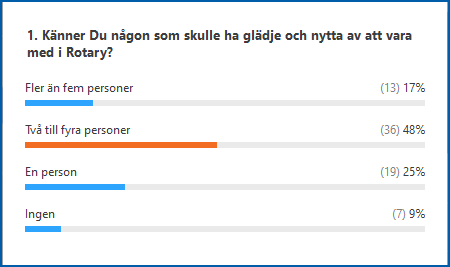 1. Känner Du någon som skulle ha glädje och nytta av att vara
med i Rotary?
Fler än fem personer (13) 17%
Två till fyra personer (36) 48%
En person (19) 25%
Ingen (7) 9%